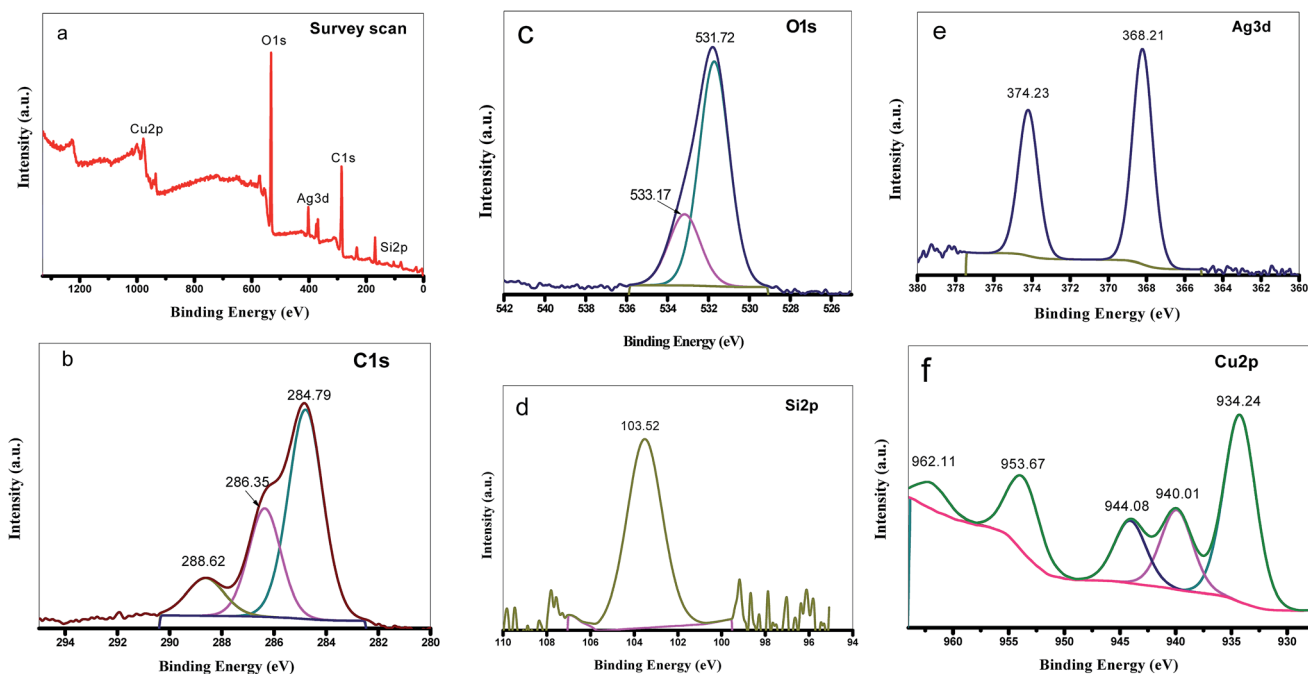 a
Survey scan
O1s
Cu2p
C1s
Ag3d
Si2p
Intensity (a.u.)
1200 1000 800 600 400 200 0
Binding Energy (eV)
b
C1s
284.79
286.35
288.62
Intensity (a.u.)
294 292 290 288 286 284 282 280
Binding Energy (eV)
c
O1s
531.72
533.17
Intensity (a.u.)
542 540 538 536 534 532 530 528 526
Binding Energy (eV)
d
Si2p
103.52
Intensity (a.u.)
110 108 106 104 102 100 98 96 94
Binding Energy (eV)
e
Ag3d
368.21
374.23
Intensity (a.u.)
380 378 376 374 372 370 368 366 364 362 360
Binding Energy (eV)
f
Cu2p
934.24
962.11
953.67
944.08
940.01
Intensity (a.u.)
960 955 950 945 940 935 930
Binding Energy (eV)